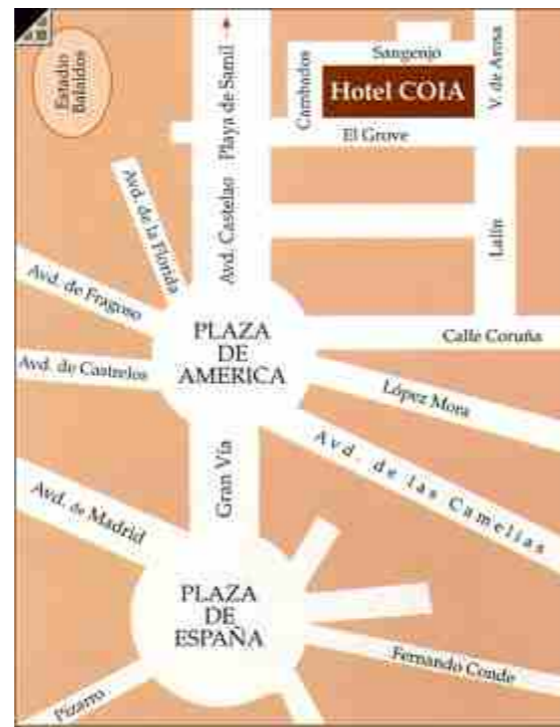 Estadio
Balaídos
Playa de Samil
Avd. Castelao
Cambados
Sangenjo
V. de Arosa
Hotel COIA
El Grove
Lalín
Avd. de la Florida
Avd. de Fragoso
Avd. de Castrelos
PLAZA
DE
AMERICA
Calle Coruña
López Mora
Avd. de las Camelias
Gran Vía
Avd. de Madrid
PLAZA
DE
ESPAÑA
Fernando Conde
Pizarro